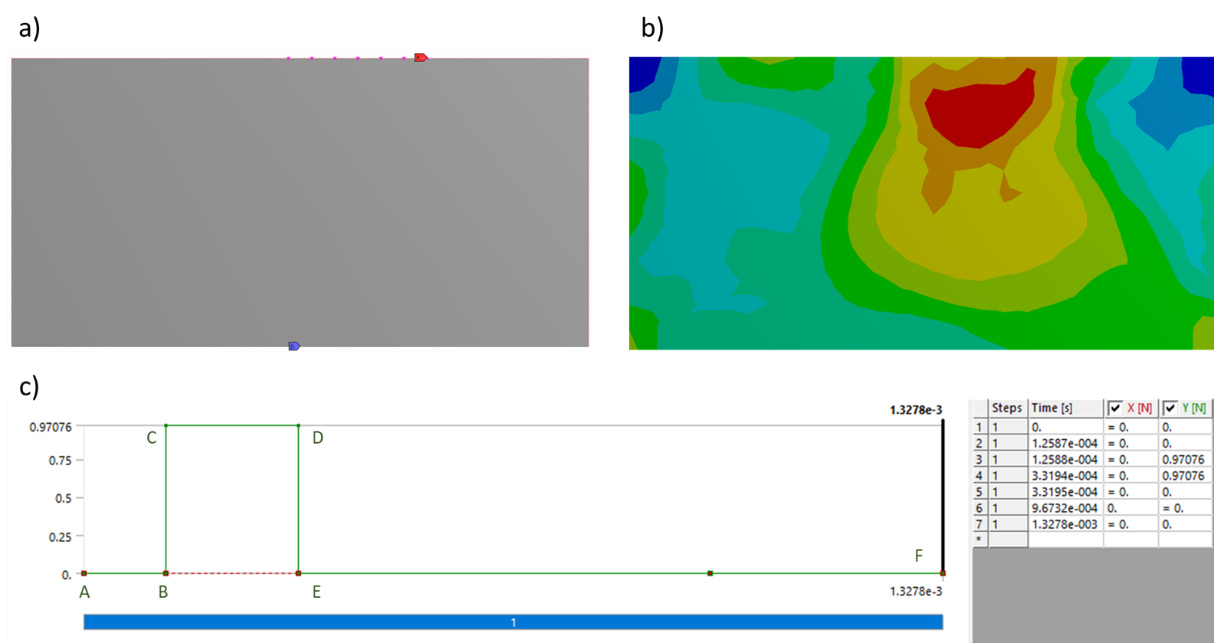 a)
b)
c)
1.3278e-3
0.97076
0.75
0.5
0.25
0.
C
D
A
B
E
F
1.3278e-3
1
Steps Time [s] X [N] Y [N]
1 1 0. = 0. 0.
2 1 1.2587e-004 = 0. 0.
3 1 1.2588e-004 = 0. 0.97076
4 1 3.3194e-004 = 0. 0.97076
5 1 3.3195e-004 = 0. 0.
6 1 9.6732e-004 0. = 0.
7 1 1.3278e-003 = 0. 0.
*